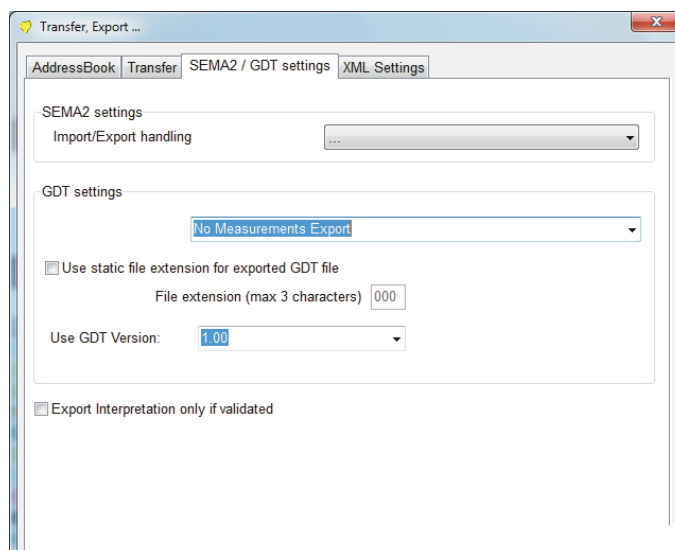 Transfer, Export ...
x
AddressBook Transfer SEMA2 / GDT settings XML Settings
SEMA2 settings
Import/Export handling ...
GDT settings
No Measurements Export
Use static file extension for exported GDT file
File extension (max 3 characters) 000
Use GDT Version: 1.00
Export Interpretation only if validated